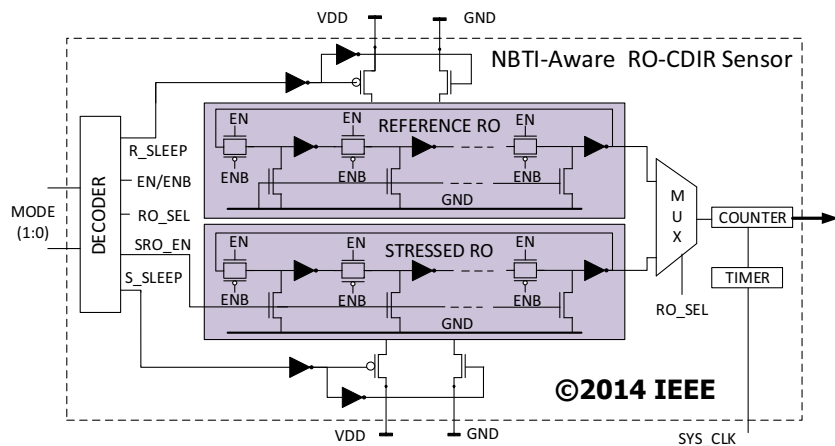 VDD GND
NBTI-Aware RO-CDIR Sensor
EN EN REFERENCE RO EN
ENB ENB ENB
GND
DECODER
R_SLEEP
EN/ENB
RO_SEL
SRO_EN
S_SLEEP
MODE
(1:0)
EN EN STRESSED RO EN
ENB ENB ENB
GND
MUX
COUNTER
TIMER
RO_SEL
©2014 IEEE
VDD GND
SYS_CLK